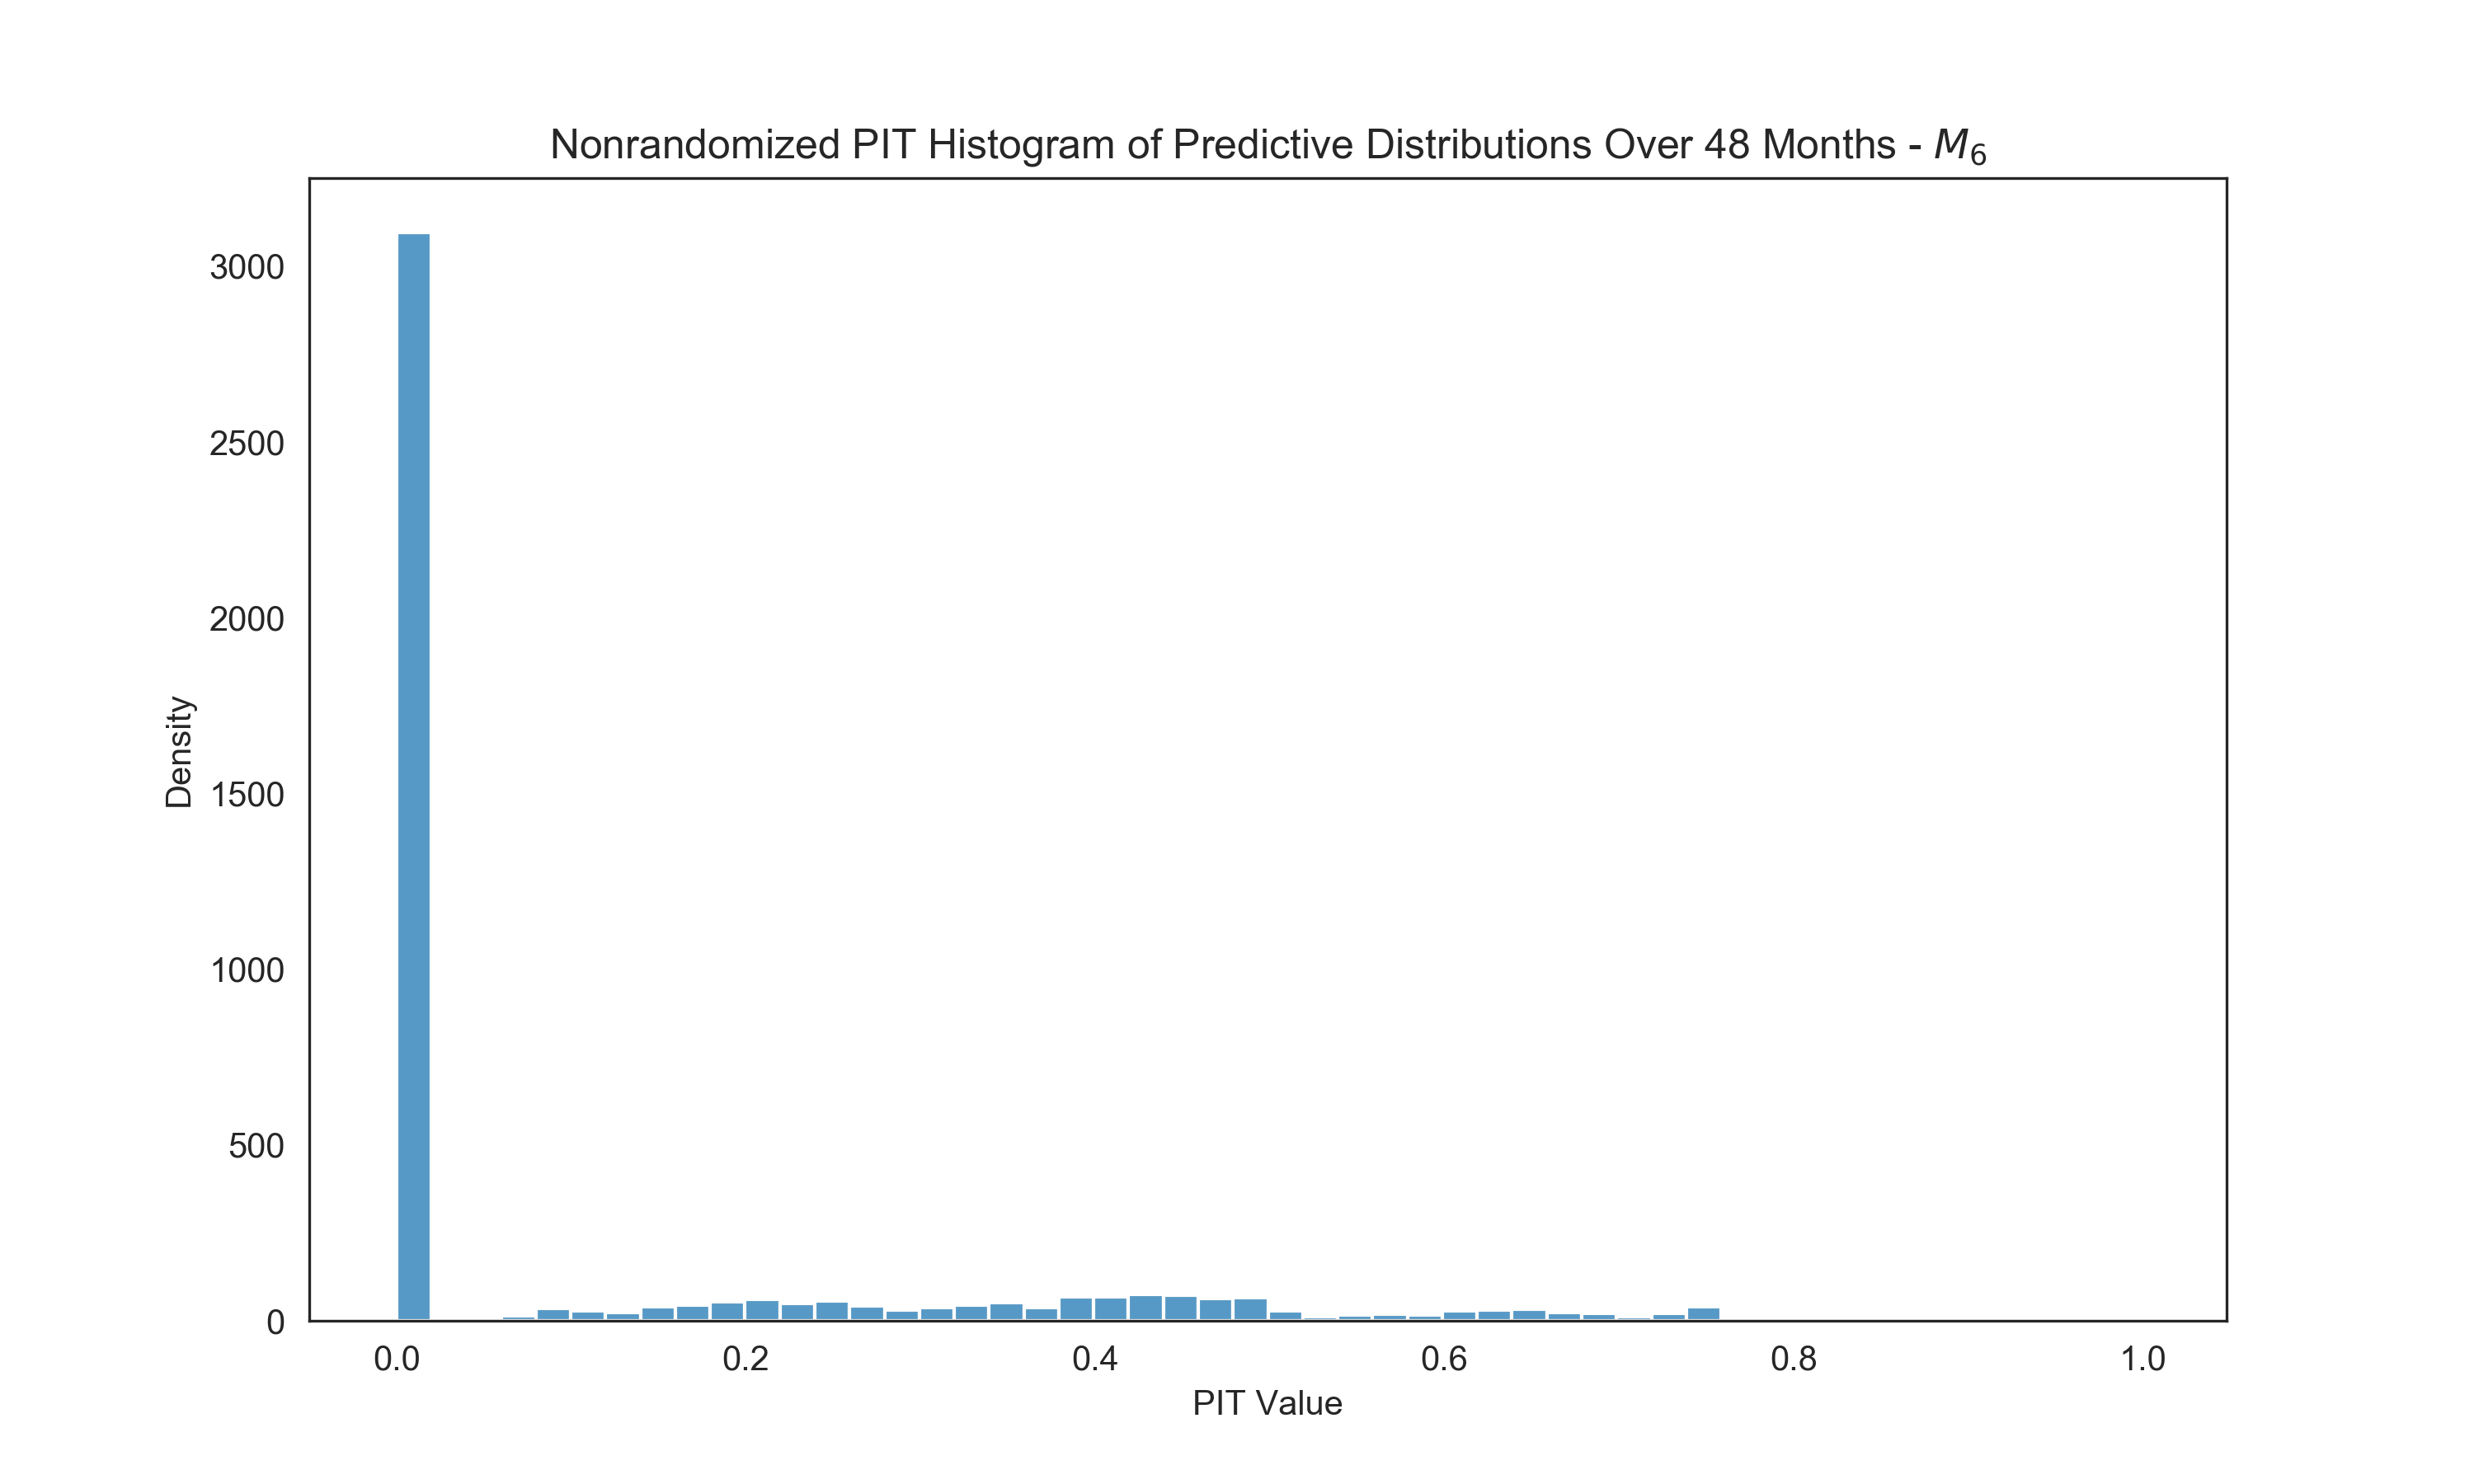 Nonrandomized PIT Histogram of Predictive Distributions Over 48 Months - M₆
Density
3000
2500
2000
1500
1000
500
0
0.0 0.2 0.4 0.6 0.8 1.0
PIT Value